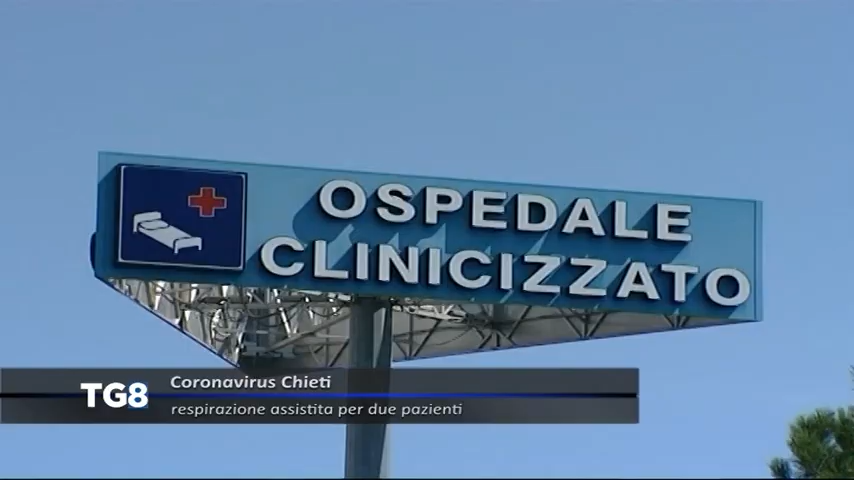 OSPEDALE
CLINICIZZATO
TG8
Coronavirus Chieti
respirazione assistita per due pazienti